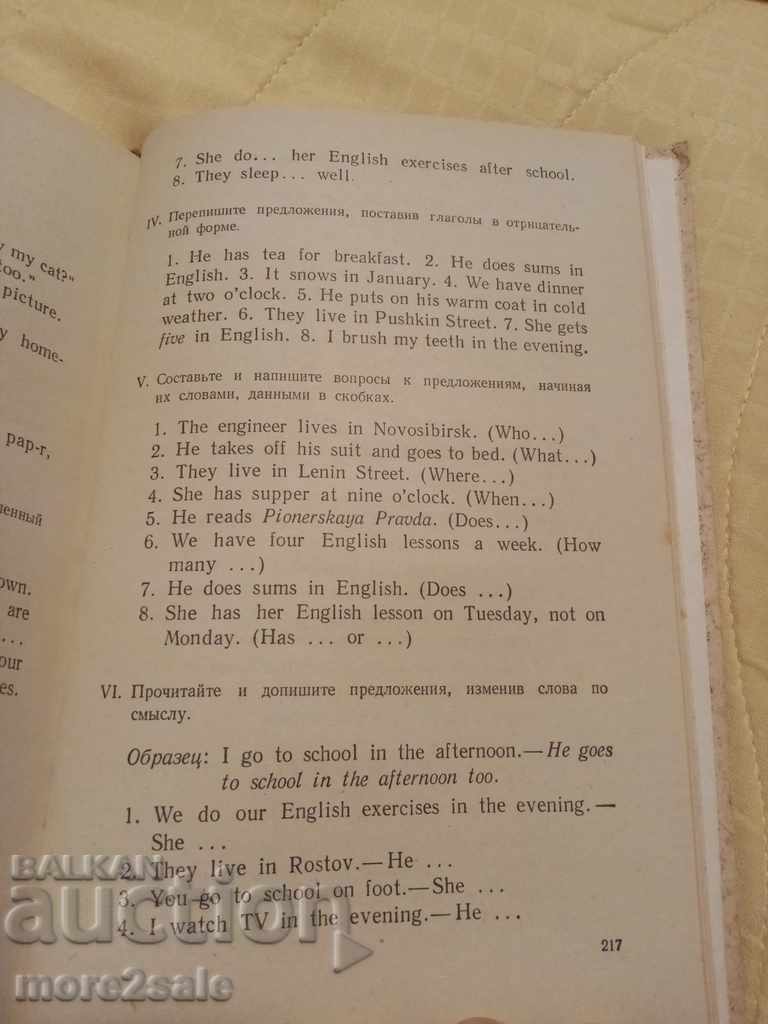 y my cat?"
too."
picture.
y home-
pap-r,
ленный
own.
are
...
our
es.
7. She do... her English exercises after school.
8. They sleep... well.
IV. Перепишите предложения, поставив глаголы в отрицатель-
ной форме.
1. He has tea for breakfast. 2. He does sums in
English. 3. It snows in January. 4. We have dinner
at two o'clock. 5. He puts on his warm coat in cold
weather. 6. They live in Pushkin Street. 7. She gets
five in English. 8. I brush my teeth in the evening.
V. Составьте и напишите вопросы к предложениям, начиная
их словами, данными в скобках.
1. The engineer lives in Novosibirsk. (Who...)
2. He takes off his suit and goes to bed. (What...)
3. They live in Lenin Street. (Where...)
4. She has supper at nine o'clock. (When...)
5. He reads Pionerskaya Pravda. (Does...)
6. We have four English lessons a week. (How
many ...)
7. He does sums in English. (Does ...)
8. She has her English lesson on Tuesday, not on
Monday. (Has ... or ...)
VI. Прочитайте и допишите предложения, изменив слова по
смыслу.
Образец: I go to school in the afternoon.—He goes
to school in the afternoon too.
1. We do our English exercises in the evening.—
She ...
2. They live in Rostov.—He ...
3. You go to school on foot.—She ...
4. I watch TV in the evening.—He ...
217
BALKAN
auction
more2sale